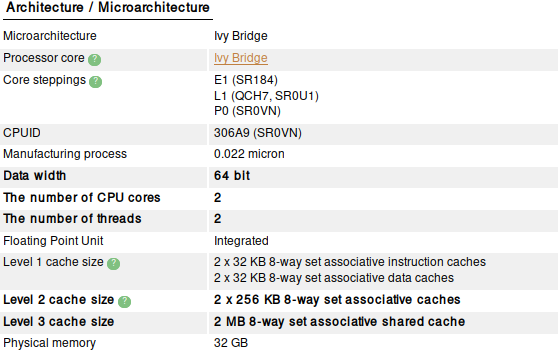 Architecture / Microarchitecture
Microarchitecture Ivy Bridge
Processor core ? Ivy Bridge
Core steppings ? E1 (SR184)
L1 (QCH7, SR0U1)
P0 (SR0VN)
CPUID 306A9 (SR0VN)
Manufacturing process 0.022 micron
Data width 64 bit
The number of CPU cores 2
The number of threads 2
Floating Point Unit Integrated
Level 1 cache size ? 2 x 32 KB 8-way set associative instruction caches
2 x 32 KB 8-way set associative data caches
Level 2 cache size ? 2 x 256 KB 8-way set associative caches
Level 3 cache size 2 MB 8-way set associative shared cache
Physical memory 32 GB